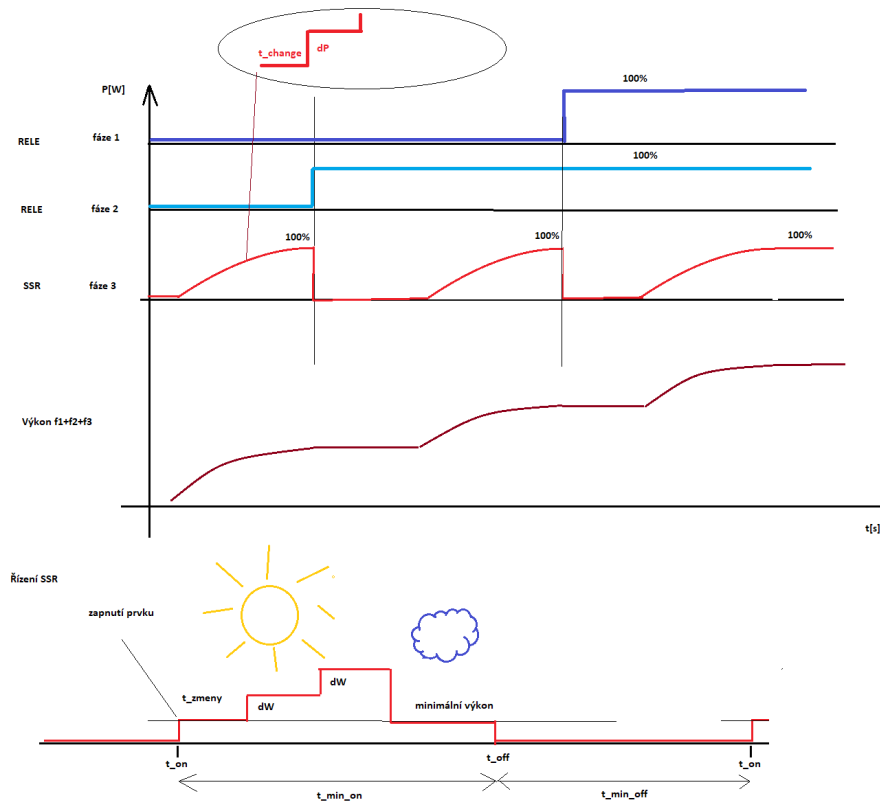 t_change
dP
P[W]
100%
RELE
fáze 1
100%
RELE
fáze 2
100%
100%
100%
SSR
fáze 3
Výkon f1+f2+f3
t[s]
Řízení SSR
zapnutí prvku
t_zmeny
dW
dW
minimální výkon
t_on
t_off
t_on
t_min_on
t_min_off